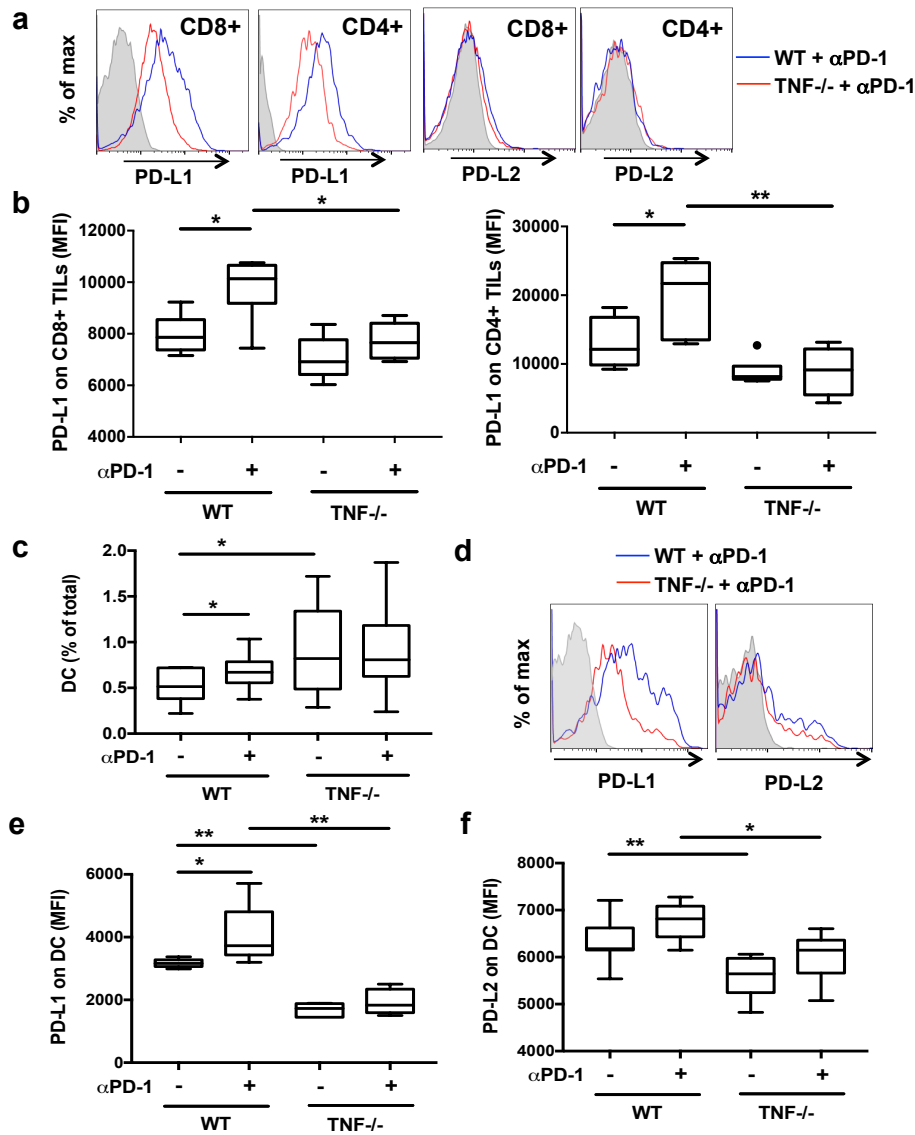 a
CD8+
CD4+
CD8+
CD4+
WT + αPD-1
TNF-/- + αPD-1
% of max
PD-L1
PD-L1
PD-L2
PD-L2
b
*
*
PD-L1 on CD8+ TILs (MFI)
12000
10000
8000
6000
4000
αPD-1
-
+
-
+
WT
TNF-/-
*
**
PD-L1 on CD4+ TILs (MFI)
30000
20000
10000
0
αPD-1
-
+
-
+
WT
TNF-/-
c
*
*
DC (% of total)
2.0
1.5
1.0
0.5
0.0
αPD-1
-
+
-
+
WT
TNF-/-
d
WT + αPD-1
TNF-/- + αPD-1
% of max
PD-L1
PD-L2
e
**
**
*
PD-L1 on DC (MFI)
6000
4000
2000
0
αPD-1
-
+
-
+
WT
TNF-/-
f
*
**
PD-L2 on DC (MFI)
8000
7000
6000
5000
4000
αPD-1
-
+
-
+
WT
TNF-/-